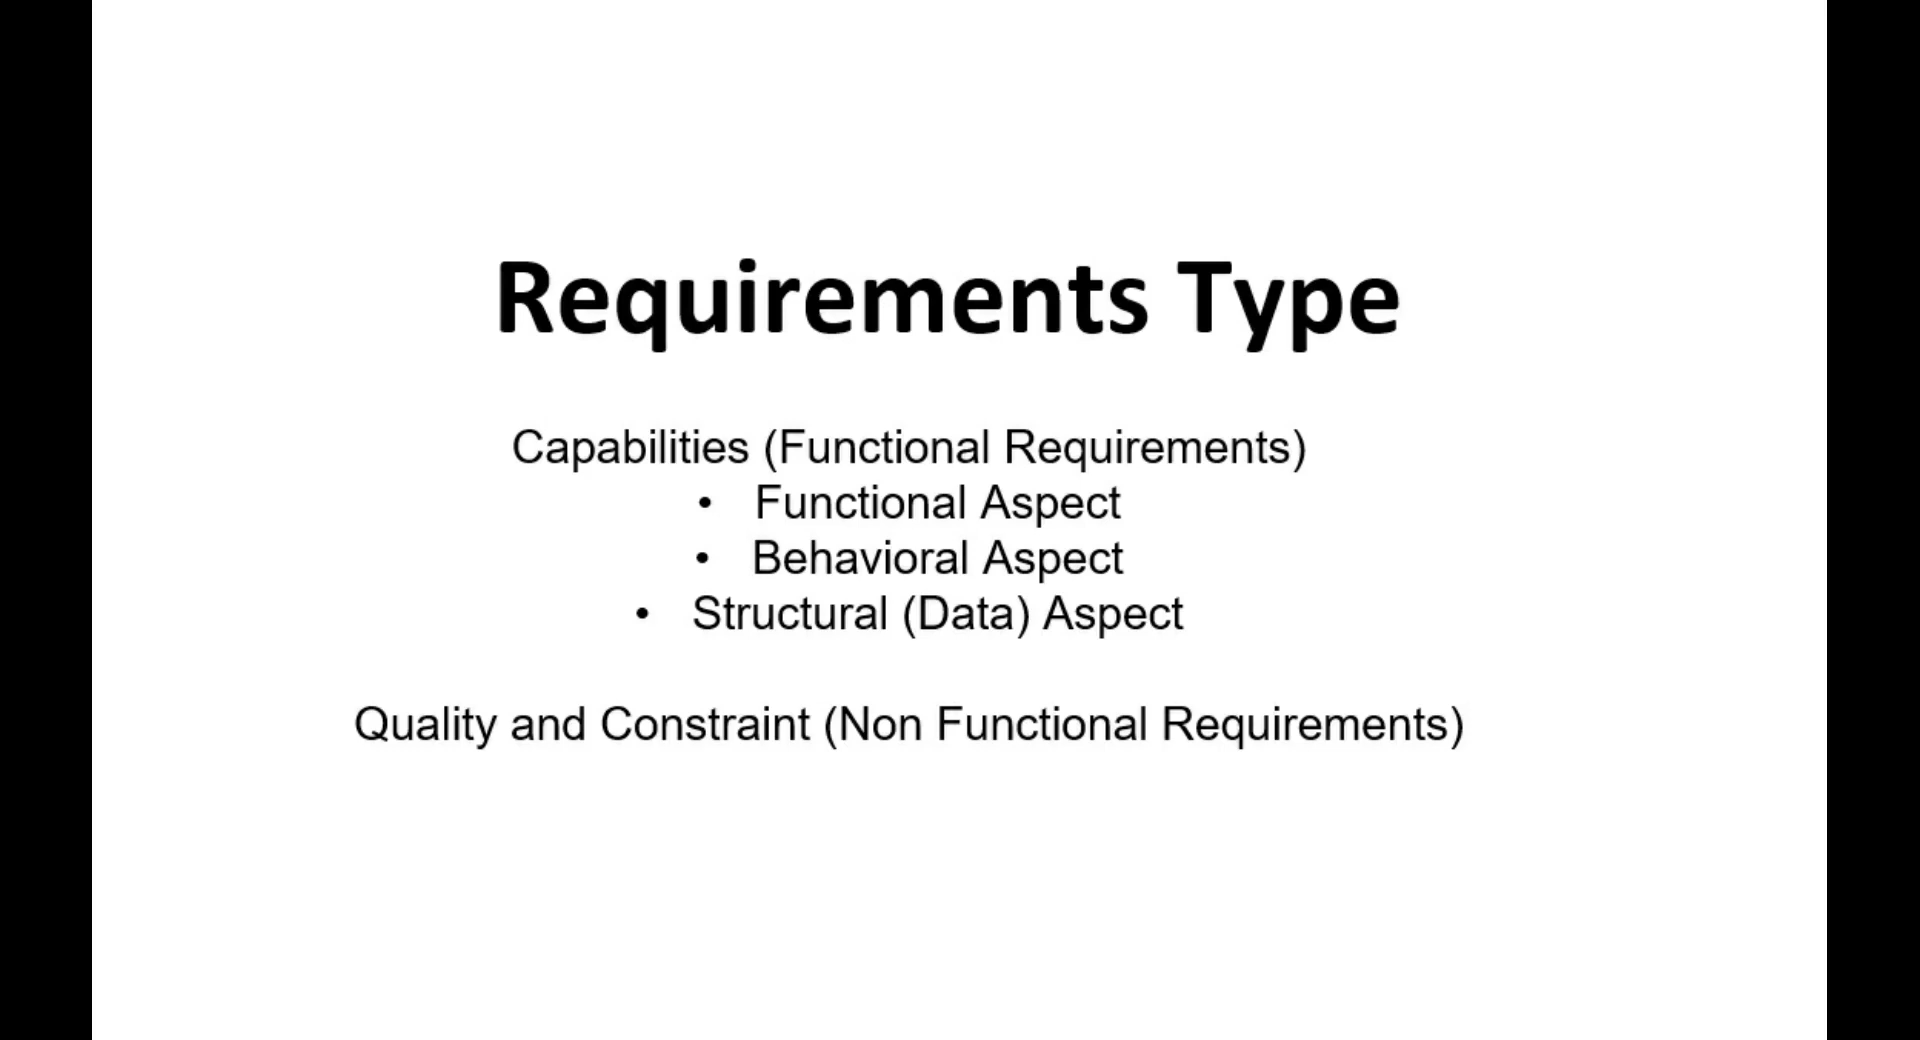 Requirements Type
Capabilities (Functional Requirements)
• Functional Aspect
• Behavioral Aspect
• Structural (Data) Aspect
Quality and Constraint (Non Functional Requirements)